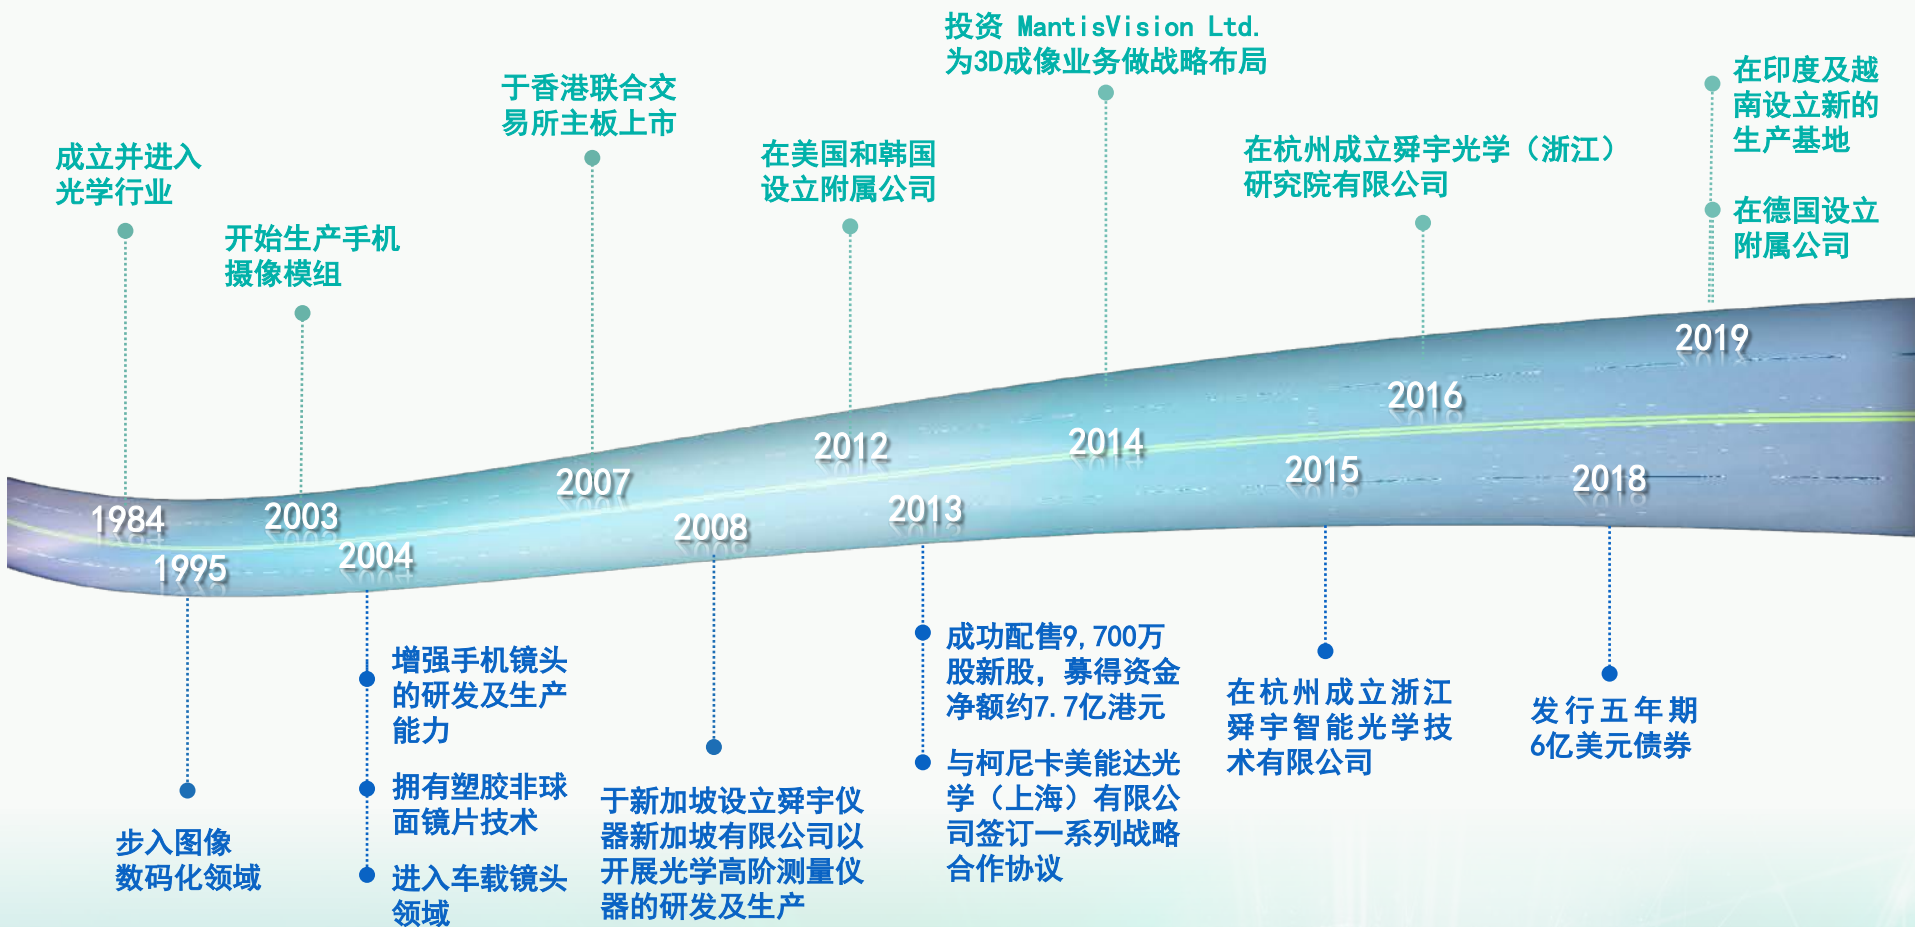 投资 MantisVision Ltd.
为3D成像业务做战略布局
于香港联合交
易所主板上市
在印度及越
南设立新的
生产基地
成立并进入
光学行业
在美国和韩国
设立附属公司
在杭州成立舜宇光学（浙江）
研究院有限公司
在德国设立
附属公司
开始生产手机
摄像模组
1984
1995
2003
2004
2007
2008
2012
2013
2014
2015
2016
2018
2019
步入图像
数码化领域
增强手机镜头
的研发及生产
能力
拥有塑胶非球
面镜片技术
进入车载镜头
领域
于新加坡设立舜宇仪
器新加坡有限公司以
开展光学高阶测量仪
器的研发及生产
成功配售9,700万
股新股，募得资金
净额约7.7亿港元
与柯尼卡美能达光
学（上海）有限公
司签订一系列战略
合作协议
在杭州成立浙江
舜宇智能光学技
术有限公司
发行五年期
6亿美元债券